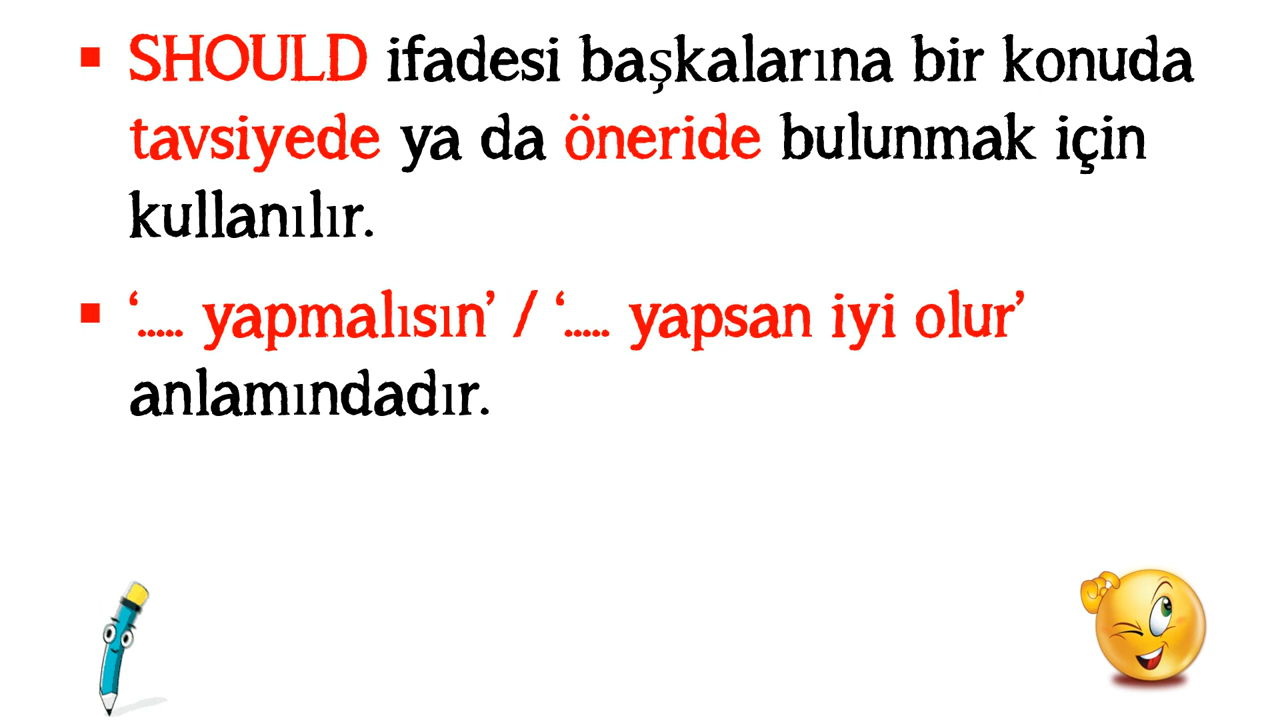 ▪ SHOULD ifadesi başkalarına bir konuda
tavsiyede ya da öneride bulunmak için
kullanılır.
▪ ‘..... yapmalısın’ / ‘..... yapsan iyi olur’
anlamındadır.